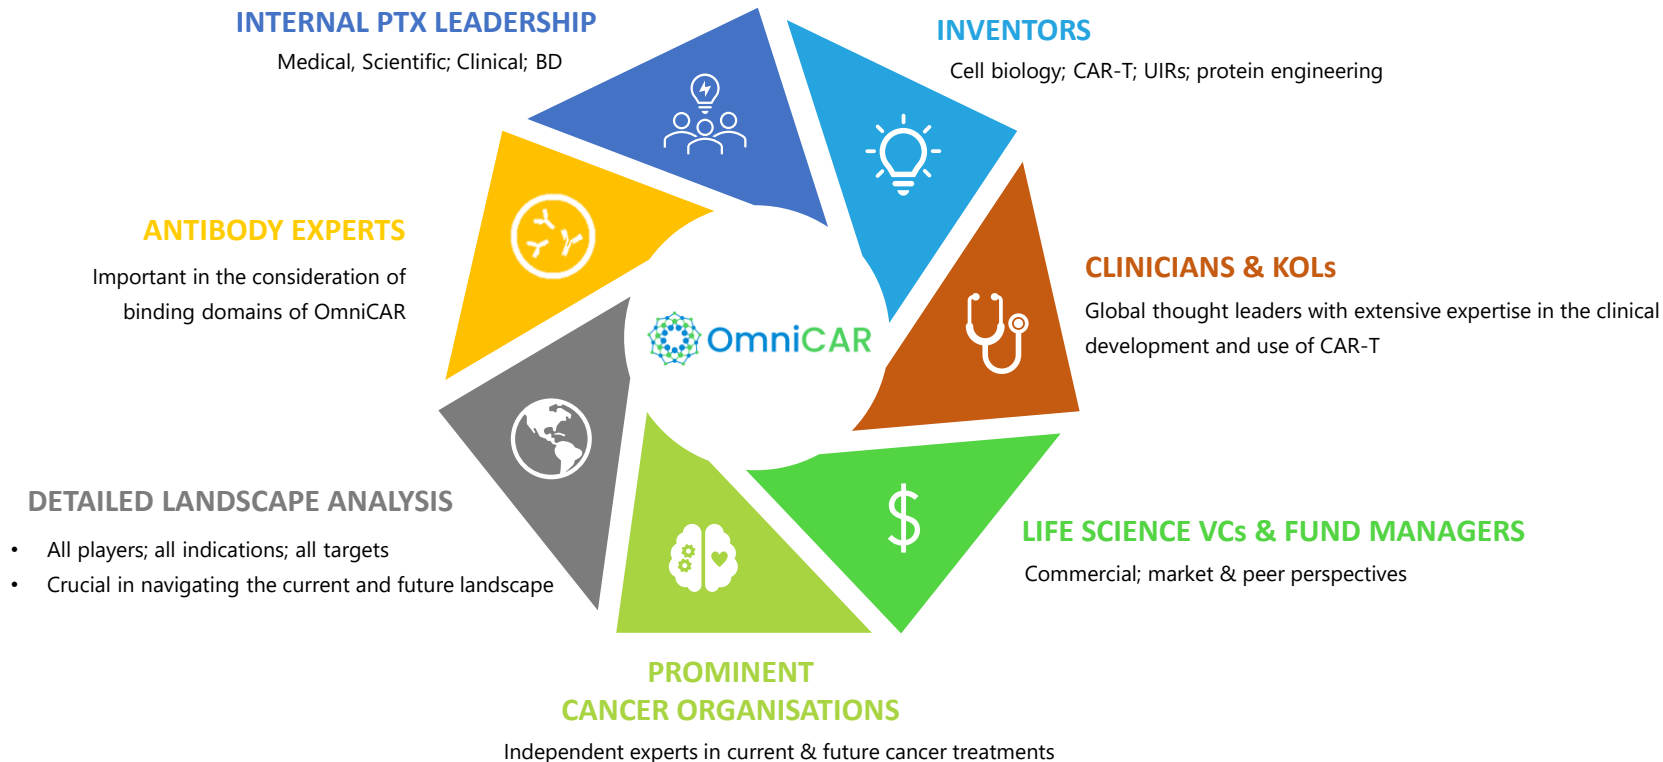 INTERNAL PTX LEADERSHIP
Medical, Scientific; Clinical; BD
INVENTORS
Cell biology; CAR-T; UIRs; protein engineering
ANTIBODY EXPERTS
Important in the consideration of
binding domains of OmniCAR
CLINICIANS & KOLs
Global thought leaders with extensive expertise in the clinical
development and use of CAR-T
OmniCAR
DETAILED LANDSCAPE ANALYSIS
• All players; all indications; all targets
• Crucial in navigating the current and future landscape
$
LIFE SCIENCE VCs & FUND MANAGERS
Commercial; market & peer perspectives
PROMINENT
CANCER ORGANISATIONS
Independent experts in current & future cancer treatments